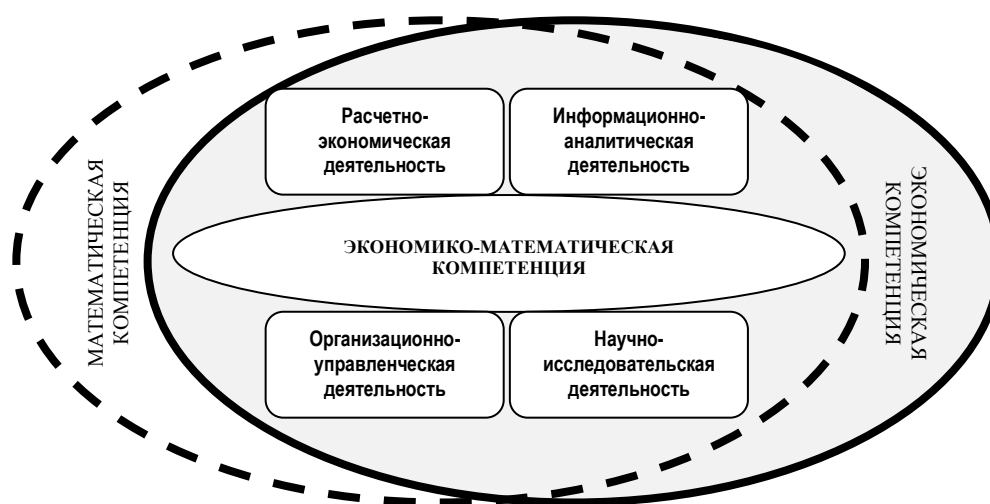 Расчетно-
экономическая
деятельность
Информационно-
аналитическая
деятельность
МАТЕМАТИЧЕСКАЯ
КОМПЕТЕНЦИЯ
ЭКОНОМИКО-МАТЕМАТИЧЕСКАЯ
КОМПЕТЕНЦИЯ
ЭКОНОМИЧЕСКАЯ
КОМПЕТЕНЦИЯ
Организационно-
управленческая
деятельность
Научно-
исследовательская
деятельность